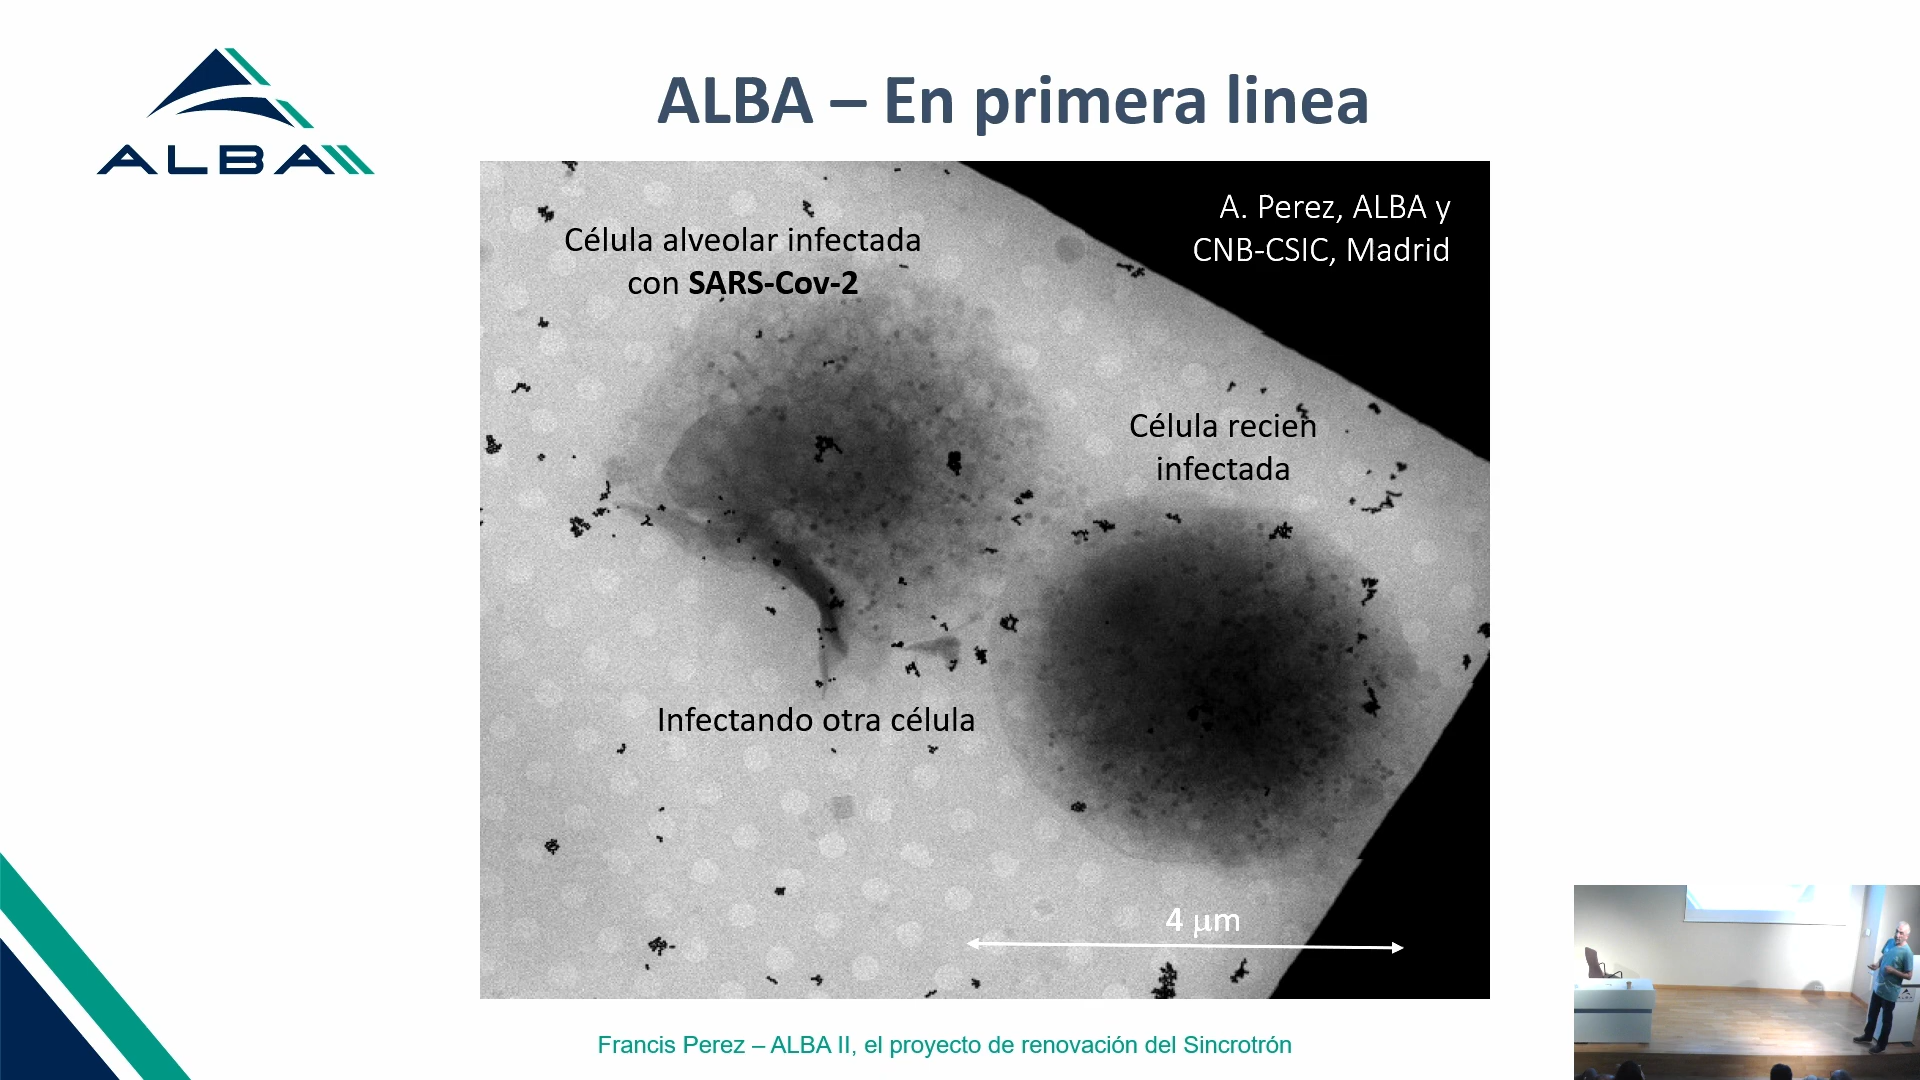 ALBA
ALBA – En primera linea
A. Perez, ALBA y
CNB-CSIC, Madrid
Célula alveolar infectada
con SARS-Cov-2
Célula recien
infectada
Infectando otra célula
4 μm
Francis Perez – ALBA II, el proyecto de renovación del Sincrotrón